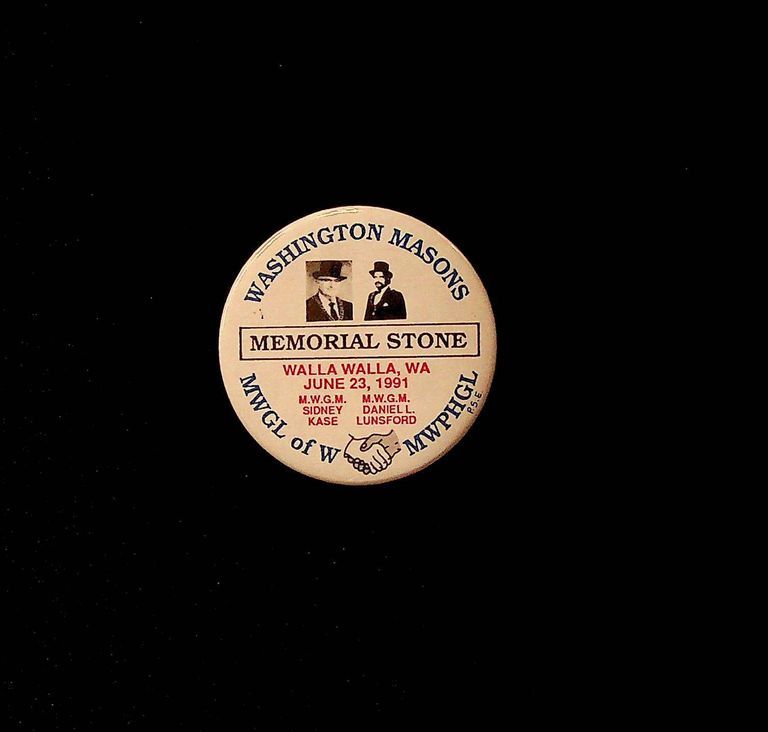 WASHINGTON MASONS
MEMORIAL STONE
WALLA WALLA, WA
JUNE 23, 1991
M.W.G.M. M.W.G.M.
SIDNEY DANIEL L.
KASE LUNSFORD
MWGL of W MWPHGL
P.S.E